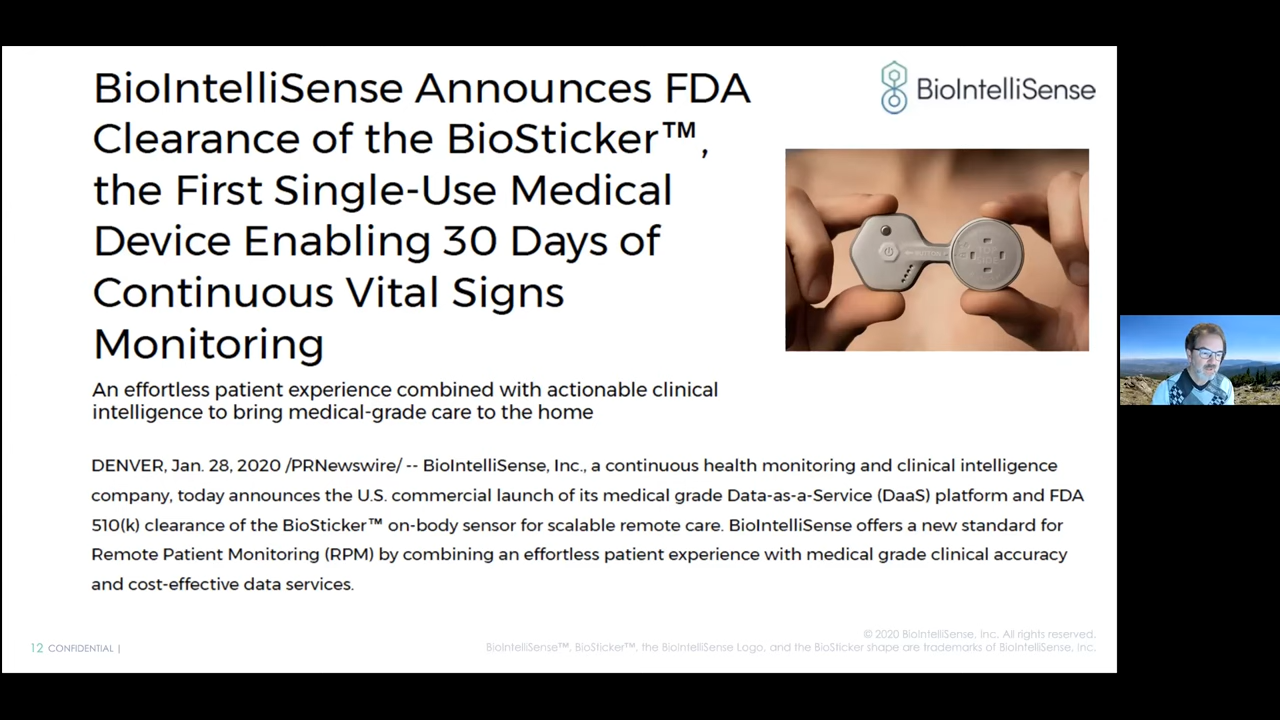 BioIntelliSense Announces FDA
Clearance of the BioSticker™,
the First Single-Use Medical
Device Enabling 30 Days of
Continuous Vital Signs
Monitoring
BioIntelliSense
An effortless patient experience combined with actionable clinical
intelligence to bring medical-grade care to the home
DENVER, Jan. 28, 2020 /PRNewswire/ -- BioIntelliSense, Inc., a continuous health monitoring and clinical intelligence
company, today announces the U.S. commercial launch of its medical grade Data-as-a-Service (DaaS) platform and FDA
510(k) clearance of the BioSticker™ on-body sensor for scalable remote care. BioIntelliSense offers a new standard for
Remote Patient Monitoring (RPM) by combining an effortless patient experience with medical grade clinical accuracy
and cost-effective data services.
© 2020 BioIntelliSense, Inc. All rights reserved.
12 CONFIDENTIAL |
BioIntelliSense™, BioSticker™, the BioIntelliSense Logo, and the BioSticker shape are trademarks of BioIntelliSense, Inc.